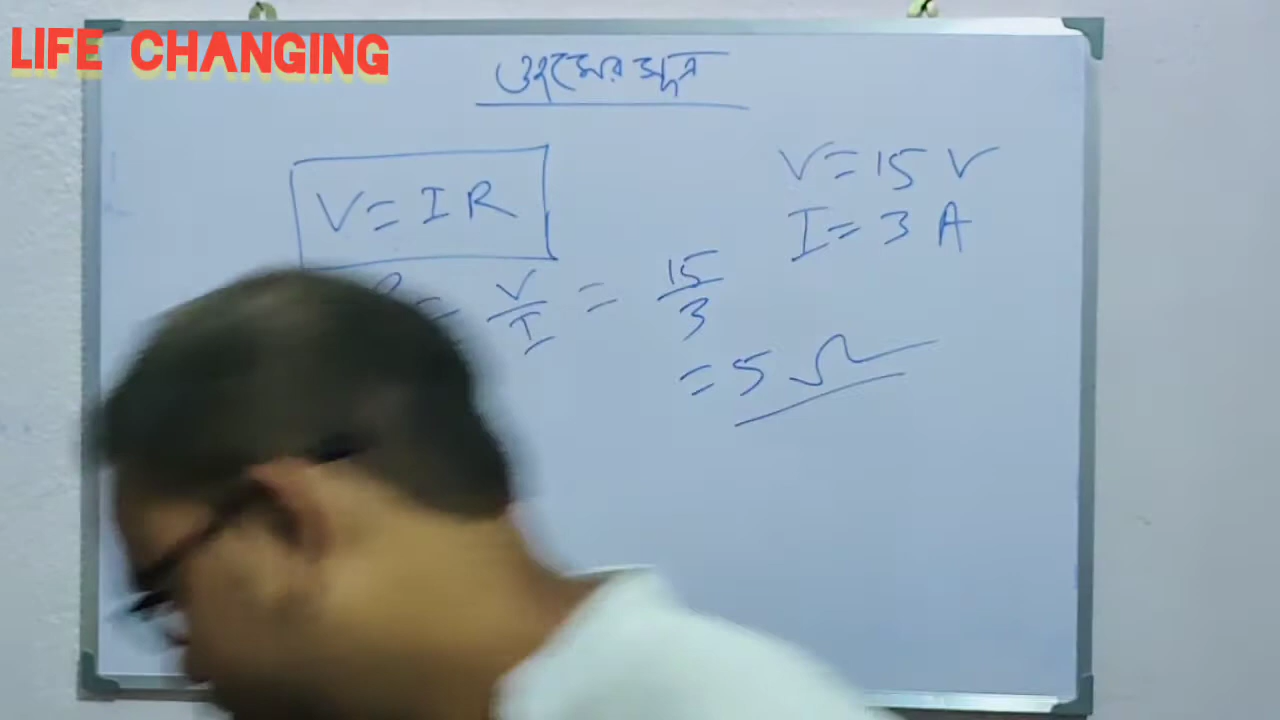 LIFE CHANGING
ওহমের সূত্র
V = IR
V = 15 V
I = 3 A
R = V/I = 15/3
= 5 Ω